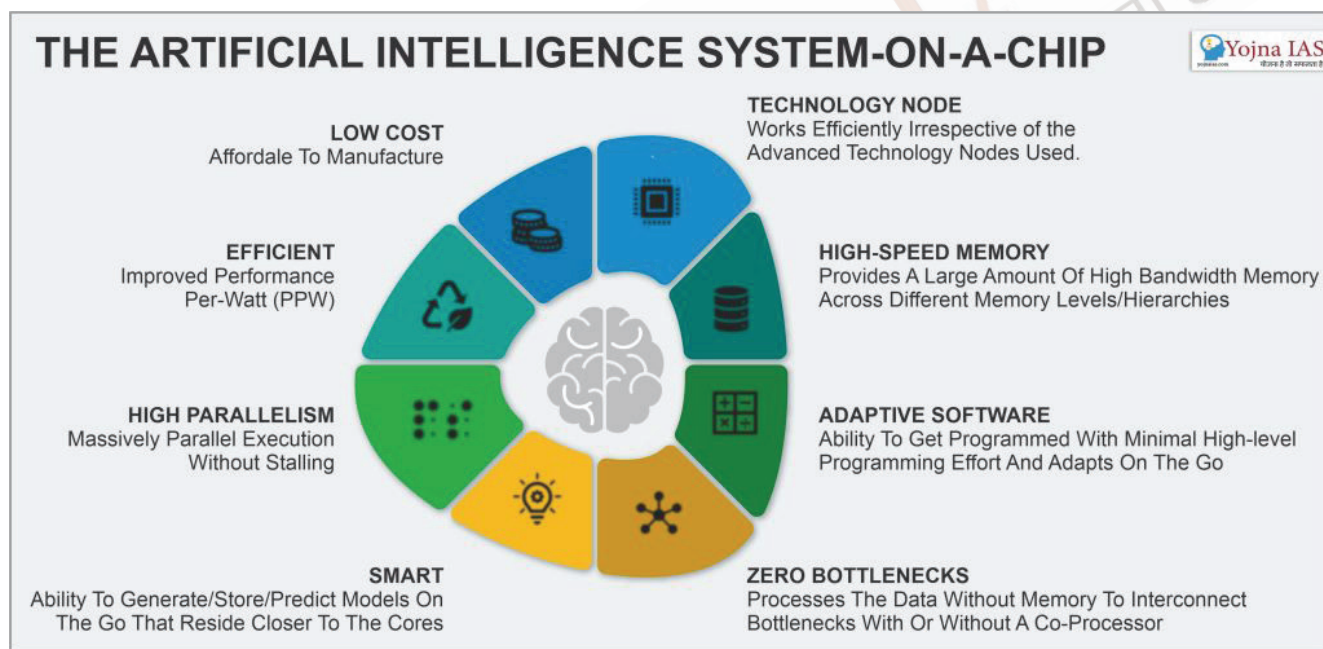 THE ARTIFICIAL INTELLIGENCE SYSTEM-ON-A-CHIP
Yojna IAS
yojnaias.com
योजना है तो सफलता है
LOW COST
Affordale To Manufacture
TECHNOLOGY NODE
Works Efficiently Irrespective of the
Advanced Technology Nodes Used.
EFFICIENT
Improved Performance
Per-Watt (PPW)
HIGH-SPEED MEMORY
Provides A Large Amount Of High Bandwidth Memory
Across Different Memory Levels/Hierarchies
HIGH PARALLELISM
Massively Parallel Execution
Without Stalling
ADAPTIVE SOFTWARE
Ability To Get Programmed With Minimal High-level
Programming Effort And Adapts On The Go
SMART
Ability To Generate/Store/Predict Models On
The Go That Reside Closer To The Cores
ZERO BOTTLENECKS
Processes The Data Without Memory To Interconnect
Bottlenecks With Or Without A Co-Processor